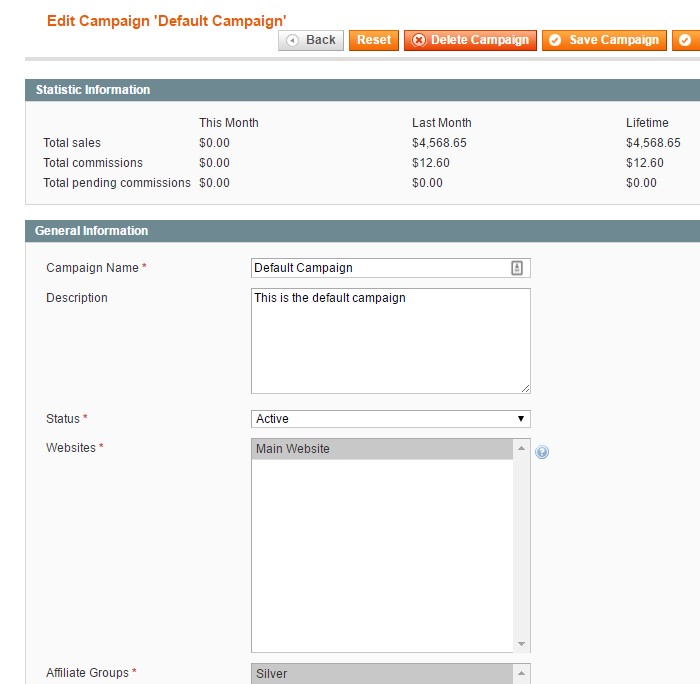 Edit Campaign 'Default Campaign'
Back Reset Delete Campaign Save Campaign
Statistic Information
This Month Last Month Lifetime
Total sales $0.00 $4,568.65 $4,568.65
Total commissions $0.00 $12.60 $12.60
Total pending commissions $0.00 $0.00 $0.00
General Information
Campaign Name * Default Campaign
Description This is the default campaign
Status * Active
Websites * Main Website
Affiliate Groups * Silver